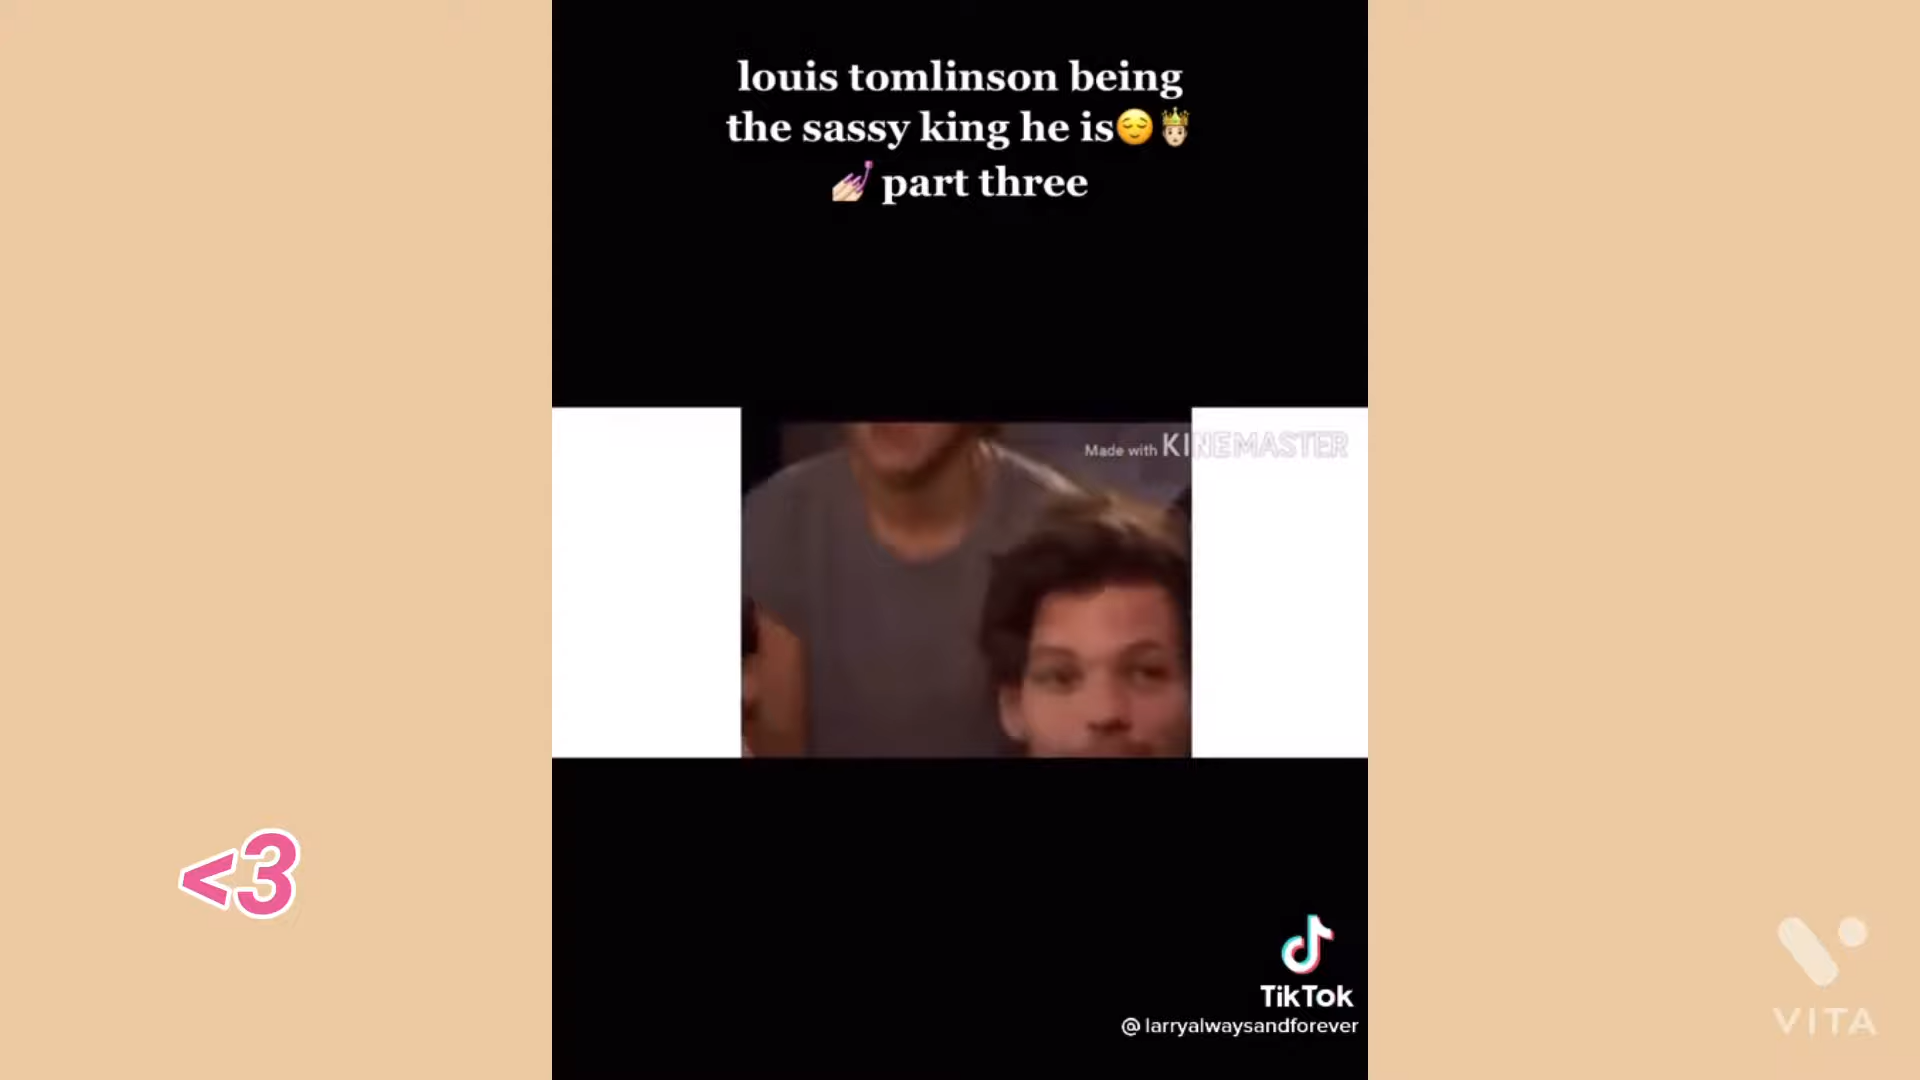 louis tomlinson being
the sassy king he is😌🤴🏻
💅🏻 part three
Made with KINEMASTER
<3
TikTok
@larryalwaysandforever
VITA